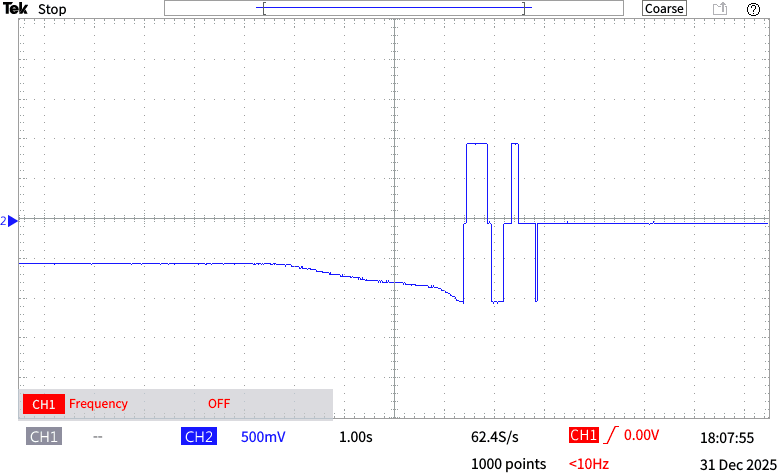 Tek Stop Coarse ?
2
CH1 Frequency OFF
CH1 -- CH2 500mV 1.00s 62.4S/s CH1 0.00V 18:07:55
1000 points <10Hz 31 Dec 2025